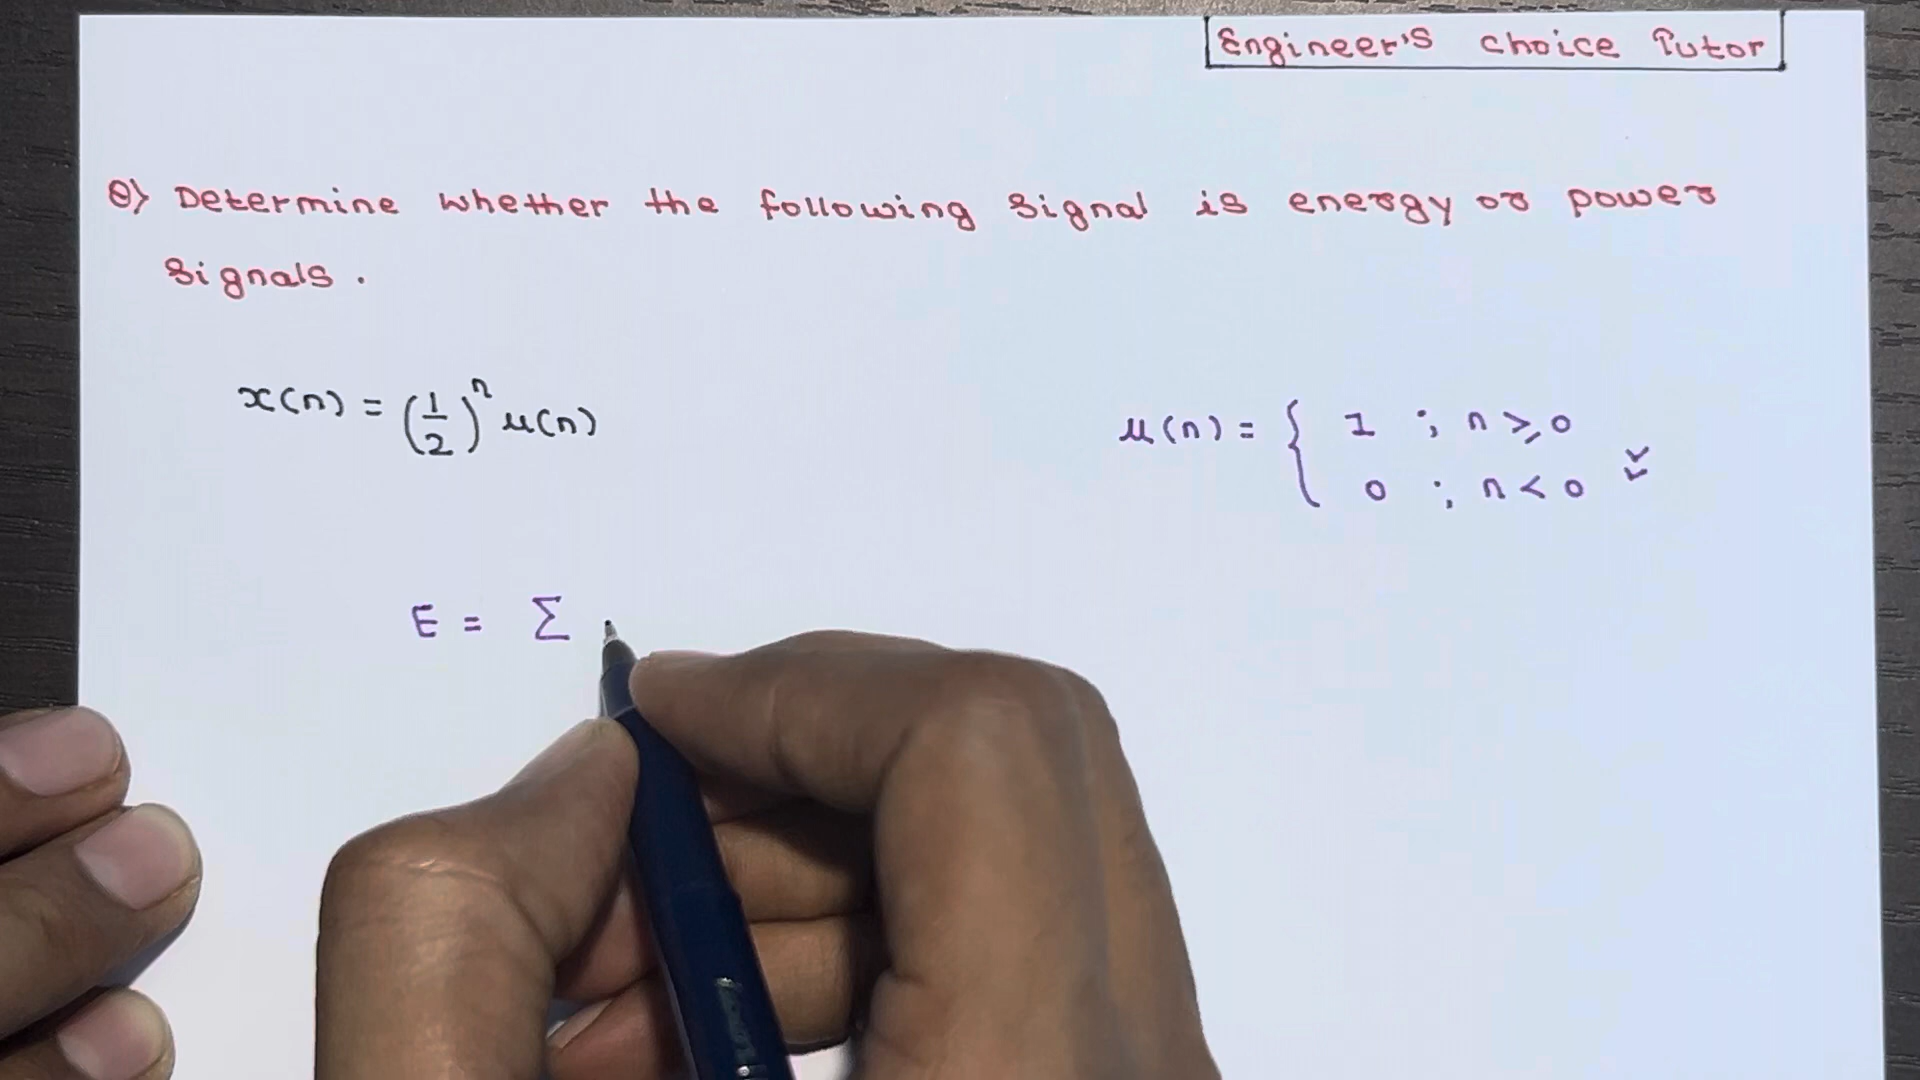 Engineer's choice Tutor
Q) Determine whether the following signal is energy or power
signals.
x(n) = (1/2)^n u(n)
u(n) = { 1 ; n ≥ 0
0 ; n < 0
E = Σ